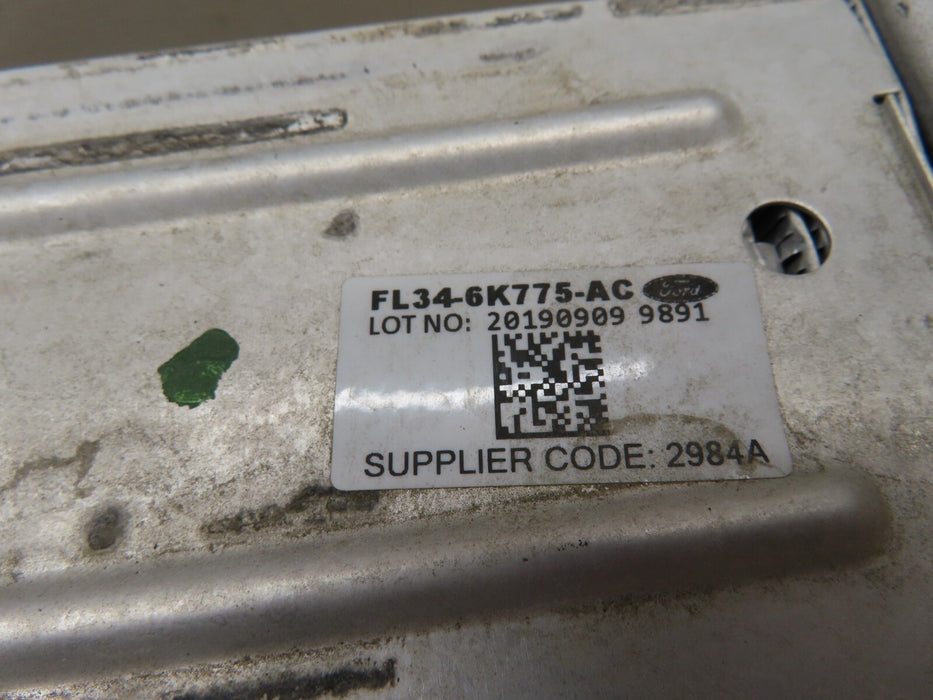 FL34-6K775-AC Ford
LOT NO: 20190909 9891
SUPPLIER CODE: 2984A